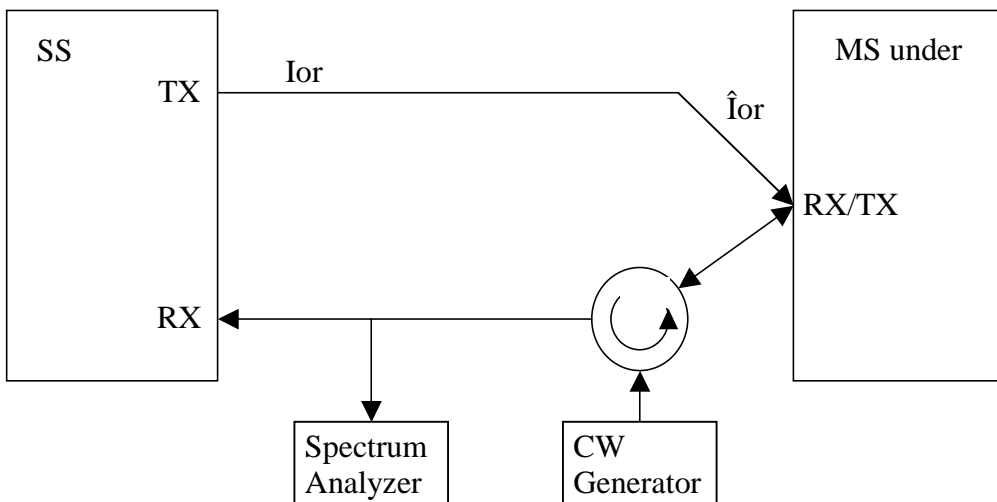 SS
MS under
TX
Ior
Îor
RX/TX
RX
Spectrum
Analyzer
CW
Generator